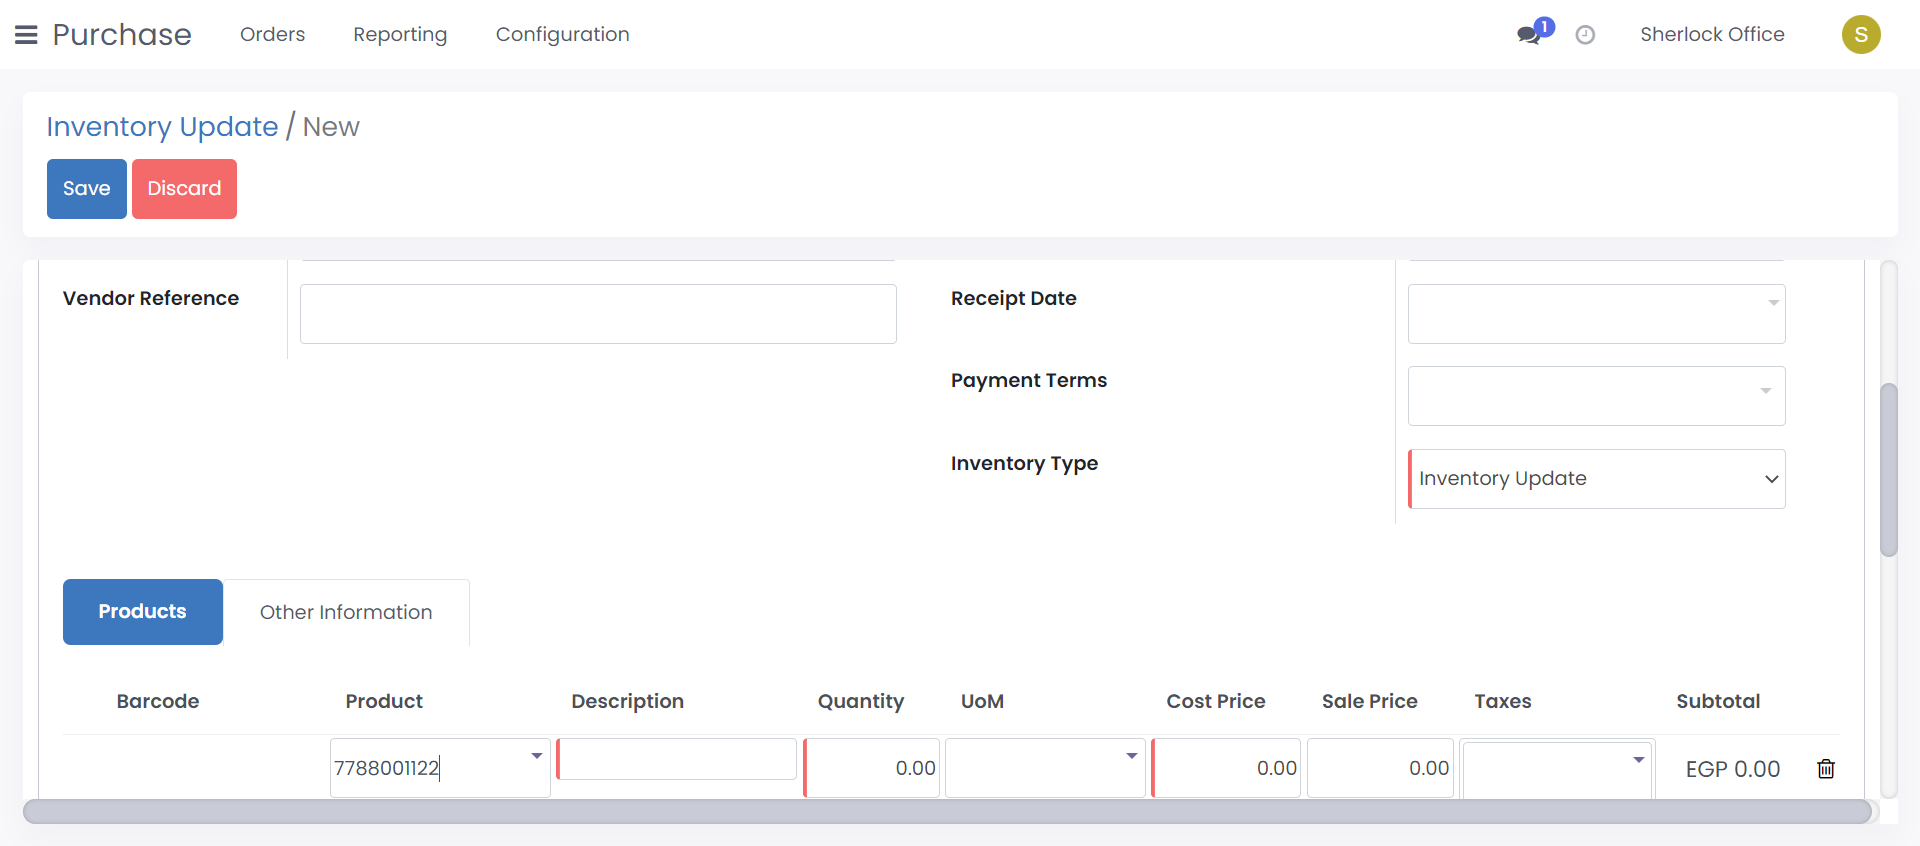 Purchase Orders Reporting Configuration 1 Sherlock Office S
Inventory Update / New
Save Discard
Vendor Reference Receipt Date
Payment Terms
Inventory Type Inventory Update
Products Other Information
Barcode Product Description Quantity UoM Cost Price Sale Price Taxes Subtotal
7788001122 0.00 0.00 0.00 EGP 0.00